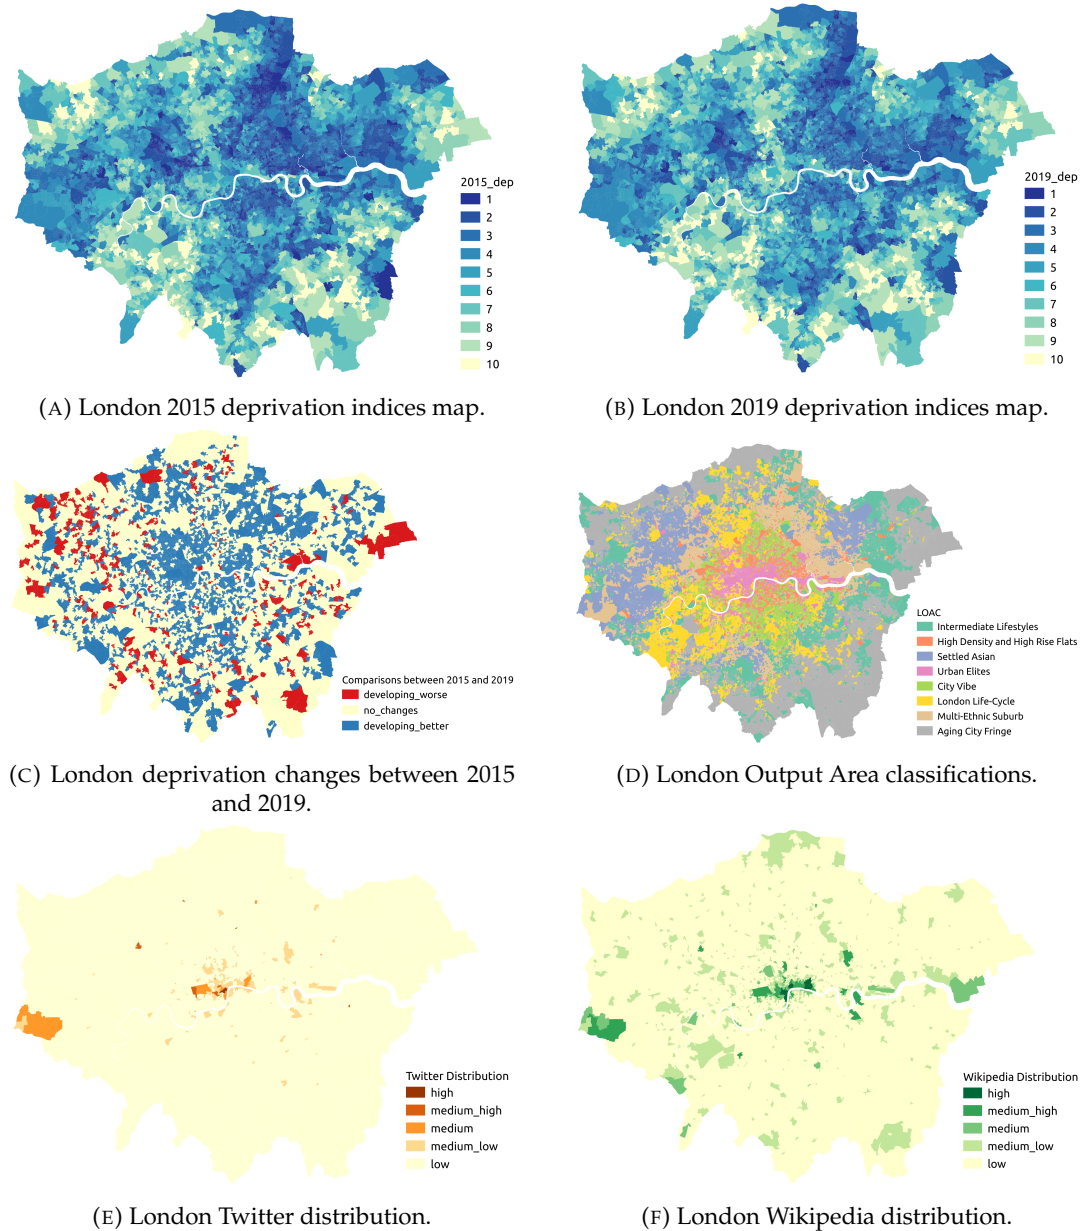 2015_dep
1
2
3
4
5
6
7
8
9
10
(A) London 2015 deprivation indices map.
2019_dep
1
2
3
4
5
6
7
8
9
10
(B) London 2019 deprivation indices map.
Comparisons between 2015 and 2019
developing_worse
no_changes
developing_better
(C) London deprivation changes between 2015
and 2019.
LOAC
Intermediate Lifestyles
High Density and High Rise Flats
Settled Asian
Urban Elites
City Vibe
London Life-Cycle
Multi-Ethnic Suburb
Aging City Fringe
(D) London Output Area classifications.
Twitter Distribution
high
medium_high
medium
medium_low
low
(E) London Twitter distribution.
Wikipedia Distribution
high
medium_high
medium
medium_low
low
(F) London Wikipedia distribution.